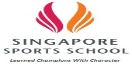 SINGAPORE
SPORTS SCHOOL
Learned Champions With Character